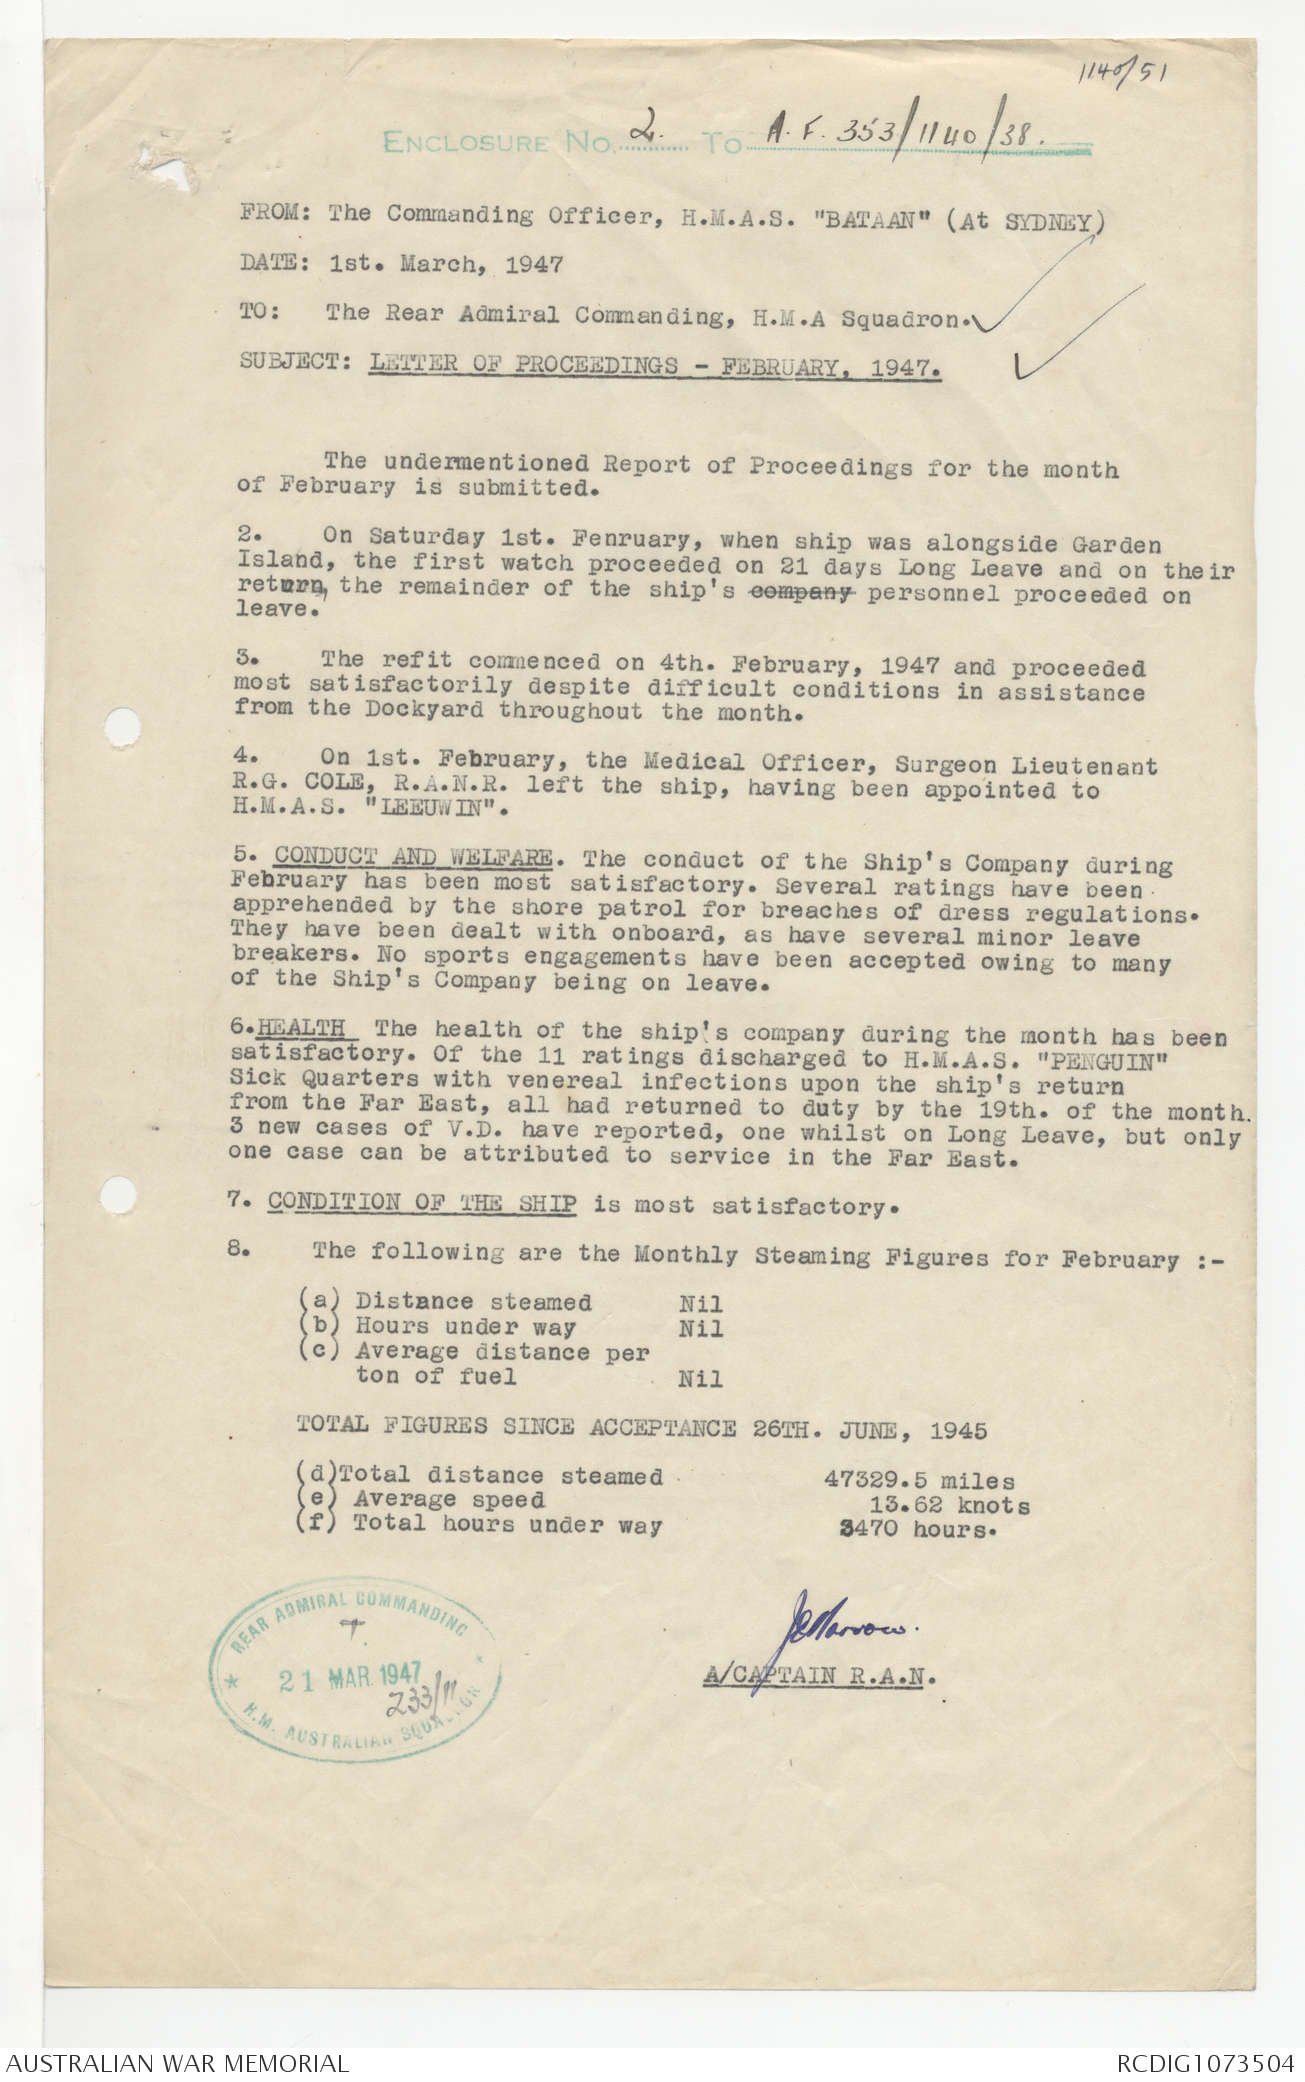 1140/51
ENCLOSURE No. 2. To A.F. 353/1140/38.
FROM: The Commanding Officer, H.M.A.S. "BATAAN" (At SYDNEY)
DATE: 1st. March, 1947
TO: The Rear Admiral Commanding, H.M.A Squadron.
SUBJECT: LETTER OF PROCEEDINGS - FEBRUARY, 1947.
The undermentioned Report of Proceedings for the month
of February is submitted.
2. On Saturday 1st. Fenruary, when ship was alongside Garden
Island, the first watch proceeded on 21 days Long Leave and on their
return, the remainder of the ship's company personnel proceeded on
leave.
3. The refit commenced on 4th. February, 1947 and proceeded
most satisfactorily despite difficult conditions in assistance
from the Dockyard throughout the month.
4. On 1st. February, the Medical Officer, Surgeon Lieutenant
R.G. COLE, R.A.N.R. left the ship, having been appointed to
H.M.A.S. "LEEUWIN".
5. CONDUCT AND WELFARE. The conduct of the Ship's Company during
February has been most satisfactory. Several ratings have been
apprehended by the shore patrol for breaches of dress regulations.
They have been dealt with onboard, as have several minor leave
breakers. No sports engagements have been accepted owing to many
of the Ship's Company being on leave.
6.HEALTH The health of the ship's company during the month has been
satisfactory. Of the 11 ratings discharged to H.M.A.S. "PENGUIN"
Sick Quarters with venereal infections upon the ship's return
from the Far East, all had returned to duty by the 19th. of the month.
3 new cases of V.D. have reported, one whilst on Long Leave, but only
one case can be attributed to service in the Far East.
7. CONDITION OF THE SHIP is most satisfactory.
8. The following are the Monthly Steaming Figures for February :-
(a) Distance steamed Nil
(b) Hours under way Nil
(c) Average distance per
ton of fuel Nil
TOTAL FIGURES SINCE ACCEPTANCE 26TH. JUNE, 1945
(d)Total distance steamed 47329.5 miles
(e) Average speed 13.62 knots
(f) Total hours under way 3470 hours.
A/CAPTAIN R.A.N.
REAR ADMIRAL COMMANDING
21 MAR 1947
233/11
H.M. AUSTRALIAN SQUADRON
AUSTRALIAN WAR MEMORIAL RCDIG1073504